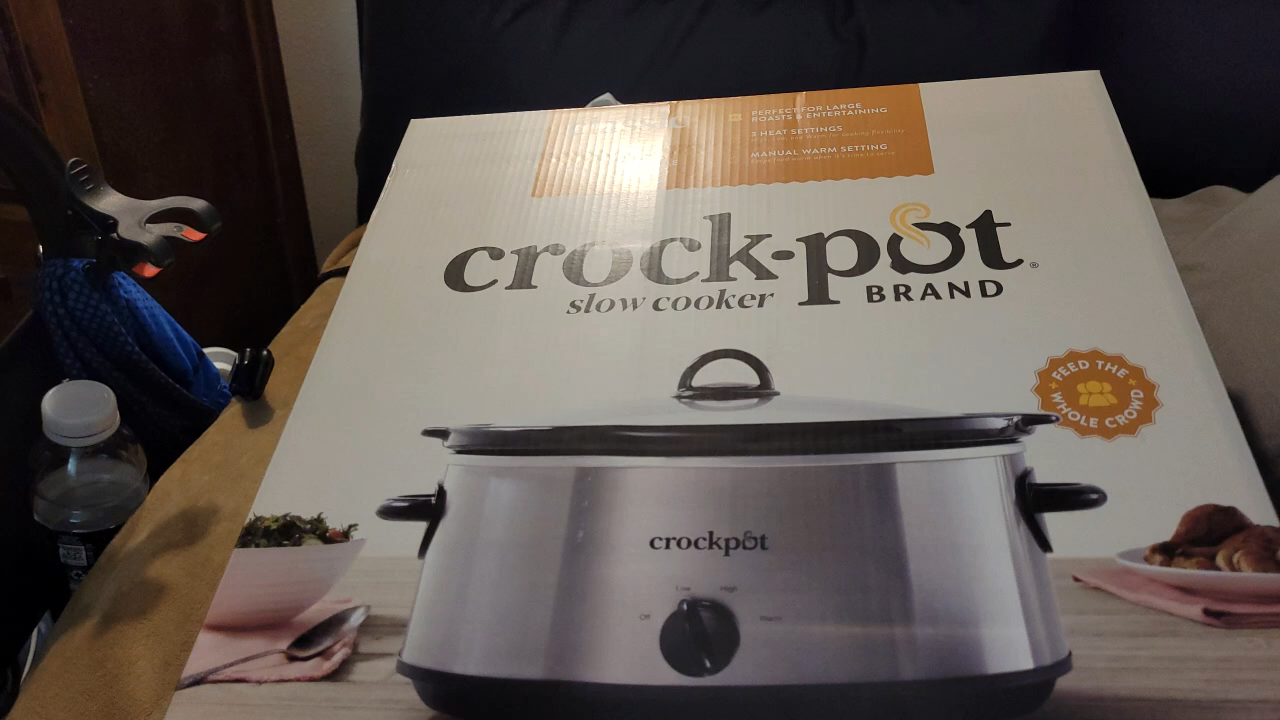 PERFECT FOR LARGE
ROASTS & ENTERTAINING
3 HEAT SETTINGS
MANUAL WARM SETTING
crock·pot®
slow cooker
BRAND
FEED THE
WHOLE CROWD
crockpot
Low High
Off Warm